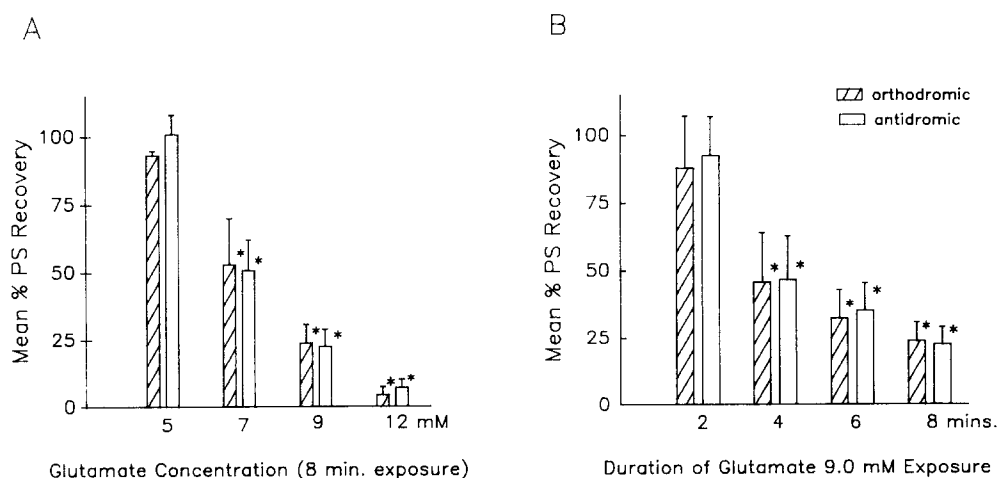 A
Mean % PS Recovery
100
75
50
25
0
* *
* *
* *
5 7 9 12 mM
Glutamate Concentration (8 min. exposure)
B
orthodromic
antidromic
Mean % PS Recovery
100
75
50
25
0
* *
* *
* *
2 4 6 8 mins.
Duration of Glutamate 9.0 mM Exposure